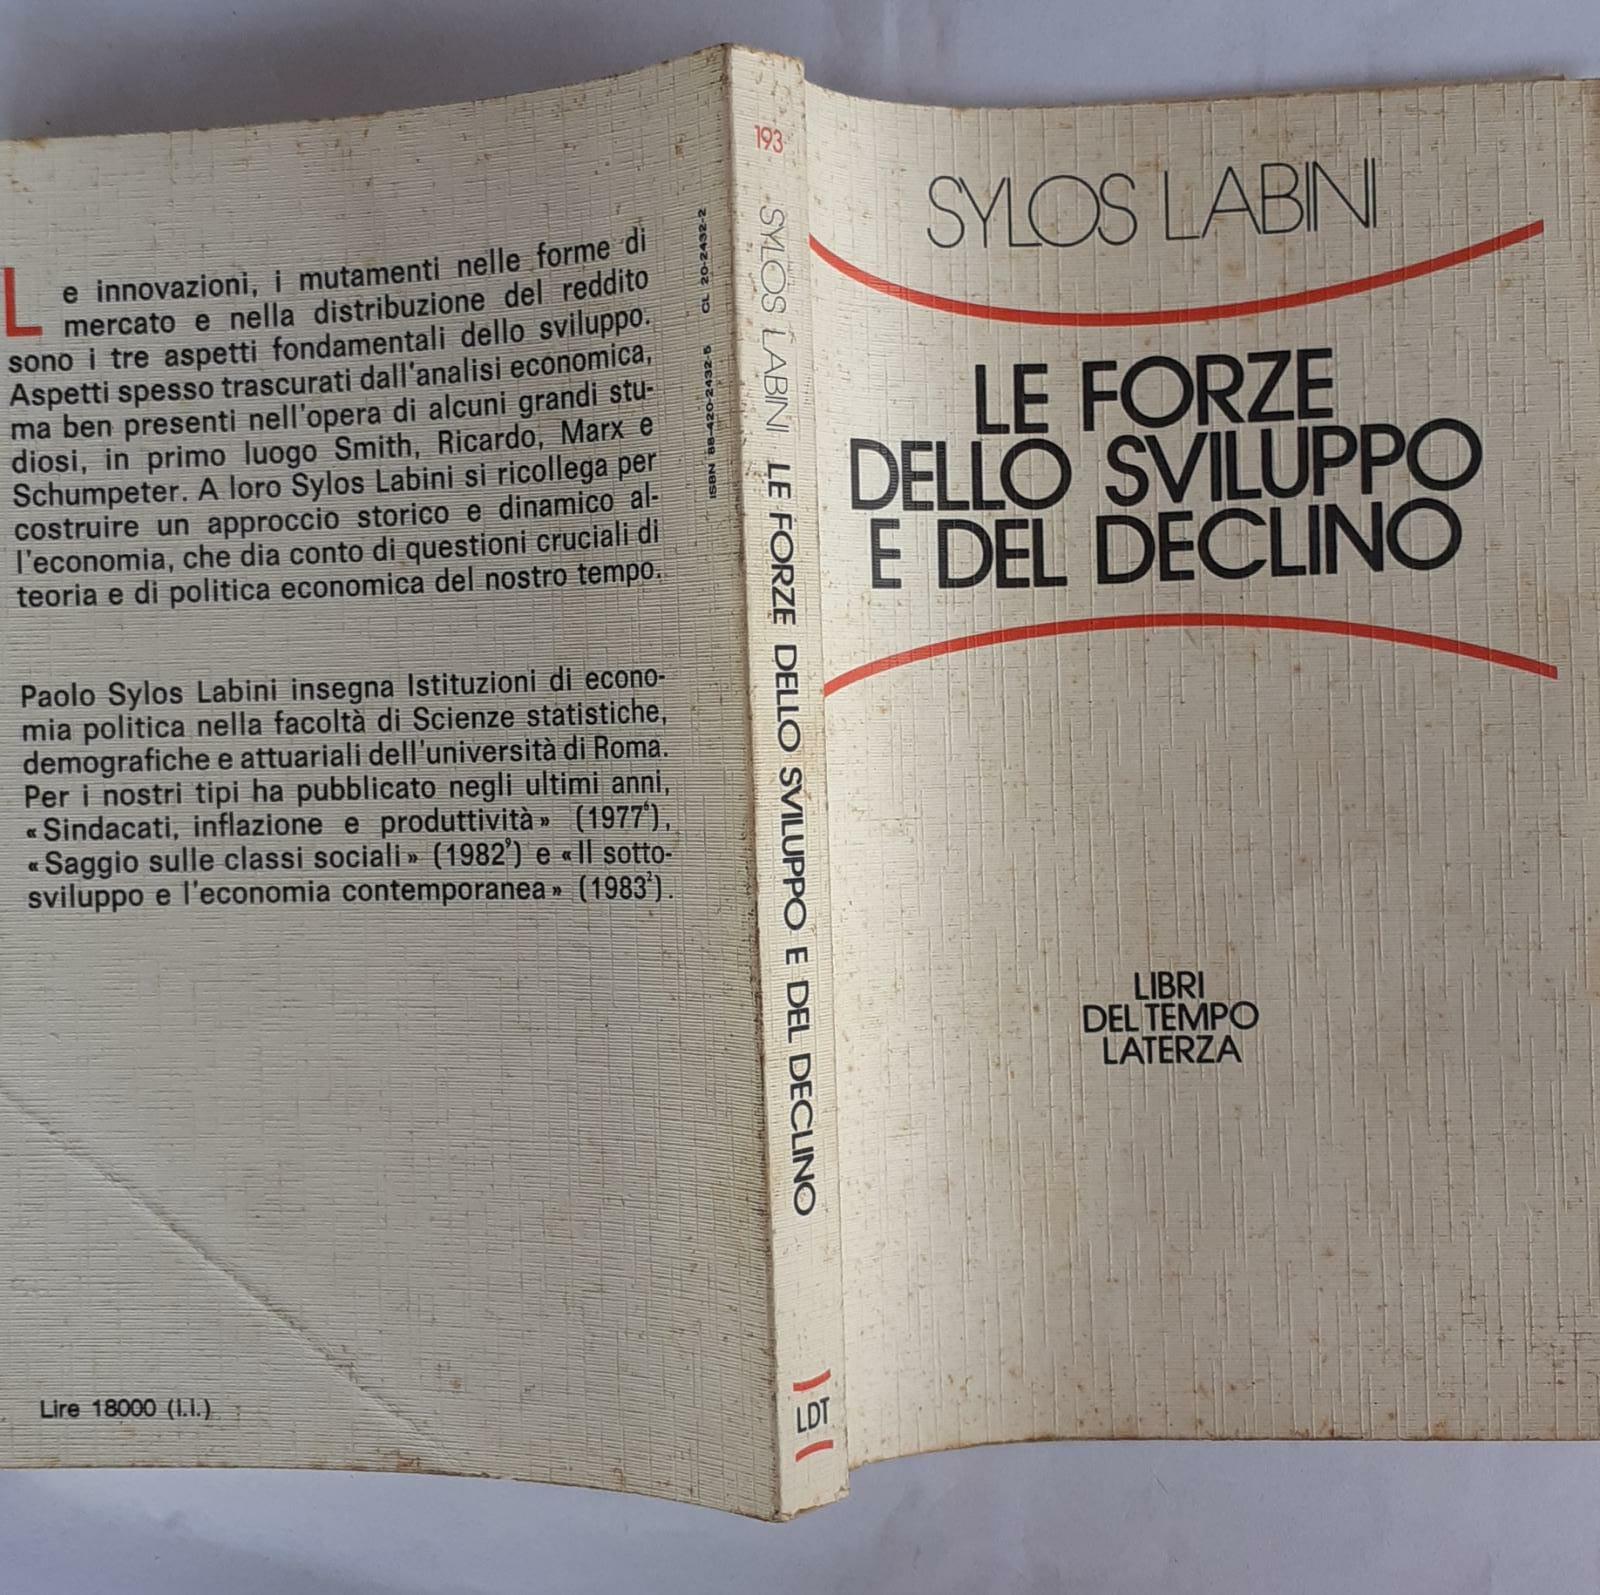 Le innovazioni, i mutamenti nelle forme di
mercato e nella distribuzione del reddito
sono i tre aspetti fondamentali dello sviluppo.
Aspetti spesso trascurati dall'analisi economica,
ma ben presenti nell'opera di alcuni grandi stu-
diosi, in primo luogo Smith, Ricardo, Marx e
Schumpeter. A loro Sylos Labini si ricollega per
costruire un approccio storico e dinamico al-
l'economia, che dia conto di questioni cruciali di
teoria e di politica economica del nostro tempo.
Paolo Sylos Labini insegna Istituzioni di econo-
mia politica nella facoltà di Scienze statistiche,
demografiche e attuariali dell'università di Roma.
Per i nostri tipi ha pubblicato negli ultimi anni,
«Sindacati, inflazione e produttività» (1977⁶),
«Saggio sulle classi sociali» (1982⁹) e «Il sotto-
sviluppo e l'economia contemporanea» (1983²).
Lire 18000 (i.i.)
ISBN 88-420-2432-5 CL 20-2432-2
193
SYLOS LABINI LE FORZE DELLO SVILUPPO E DEL DECLINO
LDT
SYLOS LABINI
LE FORZE
DELLO SVILUPPO
E DEL DECLINO
LIBRI
DEL TEMPO
LATERZA